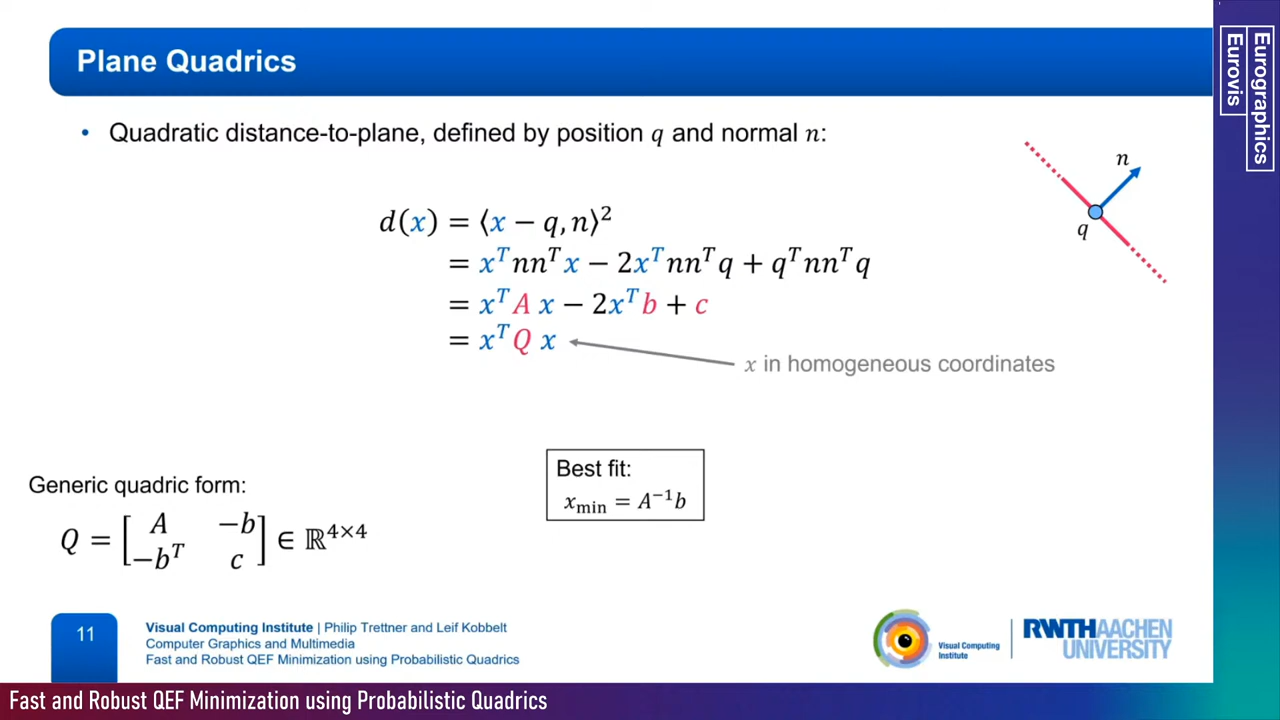 Plane Quadrics
• Quadratic distance-to-plane, defined by position q and normal n:
n
q
d(x) = ⟨x − q, n⟩²
= xᵀnnᵀx − 2xᵀnnᵀq + qᵀnnᵀq
= xᵀA x − 2xᵀb + c
= xᵀQ x
x in homogeneous coordinates
Generic quadric form:
Q = [A −b
−bᵀ c] ∈ ℝ⁴ˣ⁴
Best fit:
xₘᵢₙ = A⁻¹b
11
Visual Computing Institute | Philip Trettner and Leif Kobbelt
Computer Graphics and Multimedia
Fast and Robust QEF Minimization using Probabilistic Quadrics
Visual Computing
Institute
RWTH AACHEN
UNIVERSITY
Eurographics
Eurovis
Fast and Robust QEF Minimization using Probabilistic Quadrics